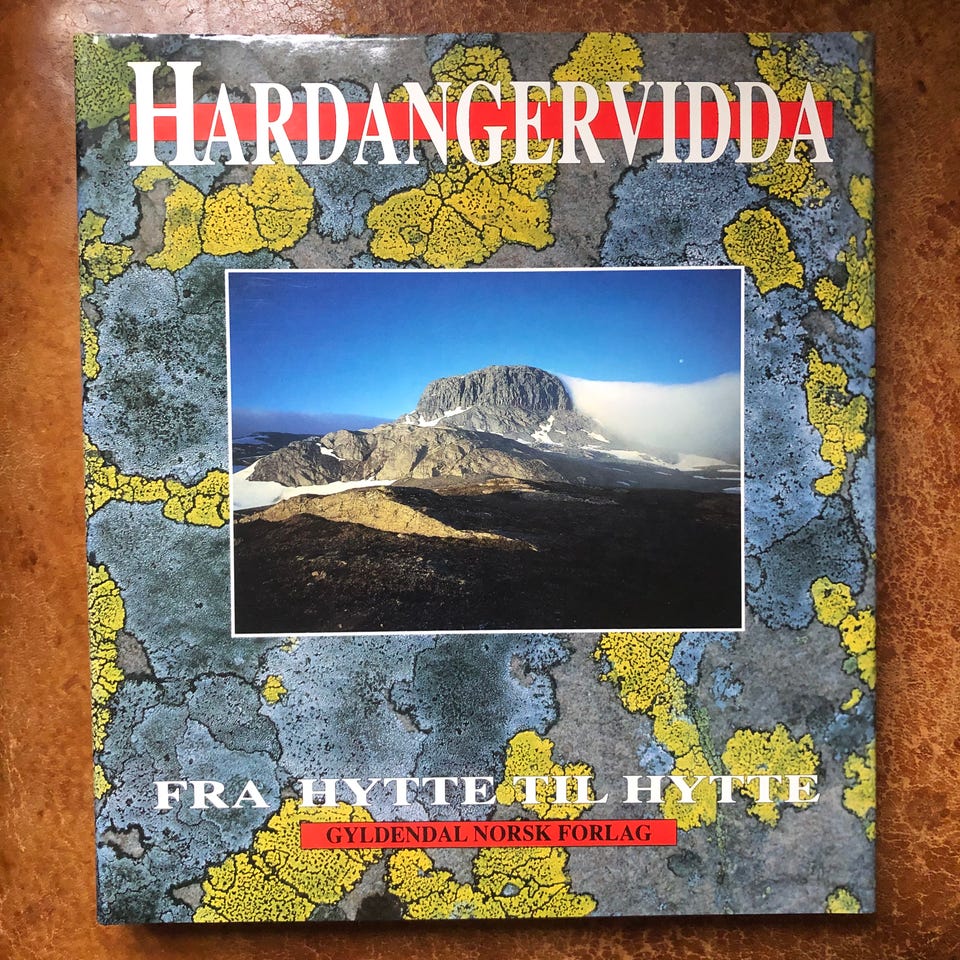 HARDANGERVIDDA
FRA HYTTE TIL HYTTE
GYLDENDAL NORSK FORLAG